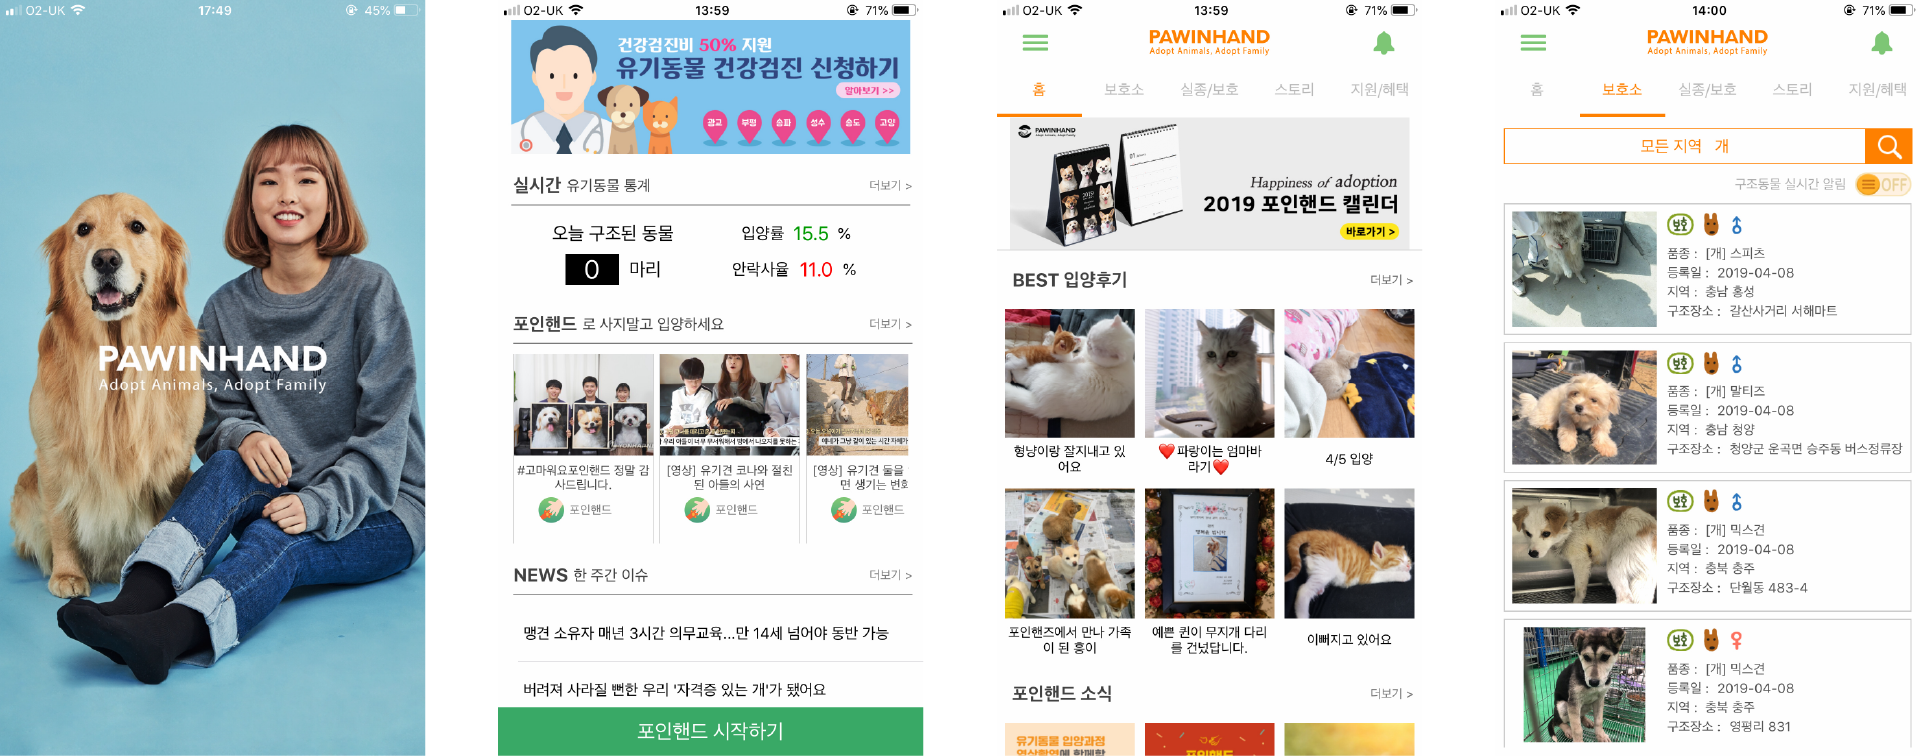 O2-UK
17:49
45%
PAWINHAND
Adopt Animals, Adopt Family
O2-UK
13:59
71%
건강검진비 50% 지원
유기동물 건강검진 신청하기
알아보기 >>
광교 부평 송파 성수 송도 고양
실시간 유기동물 통계
더보기 >
오늘 구조된 동물
0 마리
입양률 15.5 %
안락사율 11.0 %
포인핸드 로 사지말고 입양하세요
더보기 >
#고마워요포인핸드 정말 감
사드립니다.
포인핸드
[영상] 유기견 코나와 절친
된 아들의 사연
포인핸드
[영상] 유기견 둘을
면 생기는 변화
포인핸드
NEWS 한 주간 이슈
더보기 >
맹견 소유자 매년 3시간 의무교육...만 14세 넘어야 동반 가능
버려져 사라질 뻔한 우리 '자격증 있는 개'가 됐어요
포인핸드 시작하기
O2-UK
13:59
71%
PAWINHAND
Adopt Animals, Adopt Family
홈 보호소 실종/보호 스토리 지원/혜택
PAWINHAND
Happiness of adoption
2019 포인핸드 캘린더
바로가기 >
BEST 입양후기
더보기 >
형냥이랑 잘지내고 있
어요
❤️파랑이는 엄마바
라기❤️
4/5 입양
포인핸즈에서 만나 가족
이 된 홍이
예쁜 퀸이 무지개 다리
를 건넜답니다.
이뻐지고 있어요
포인핸드 소식
더보기 >
유기동물 입양과정
O2-UK
14:00
71%
PAWINHAND
Adopt Animals, Adopt Family
홈 보호소 실종/보호 스토리 지원/혜택
모든 지역 개
구조동물 실시간 알림 OFF
보호
품종 : [개] 스피츠
등록일 : 2019-04-08
지역 : 충남 홍성
구조장소 : 갈산사거리 서해마트
보호
품종 : [개] 말티즈
등록일 : 2019-04-08
지역 : 충남 청양
구조장소 : 청양군 운곡면 승주동 버스정류장
보호
품종 : [개] 믹스견
등록일 : 2019-04-08
지역 : 충북 충주
구조장소 : 단월동 483-4
보호
품종 : [개] 믹스견
등록일 : 2019-04-08
지역 : 충북 충주
구조장소 : 영평리 831